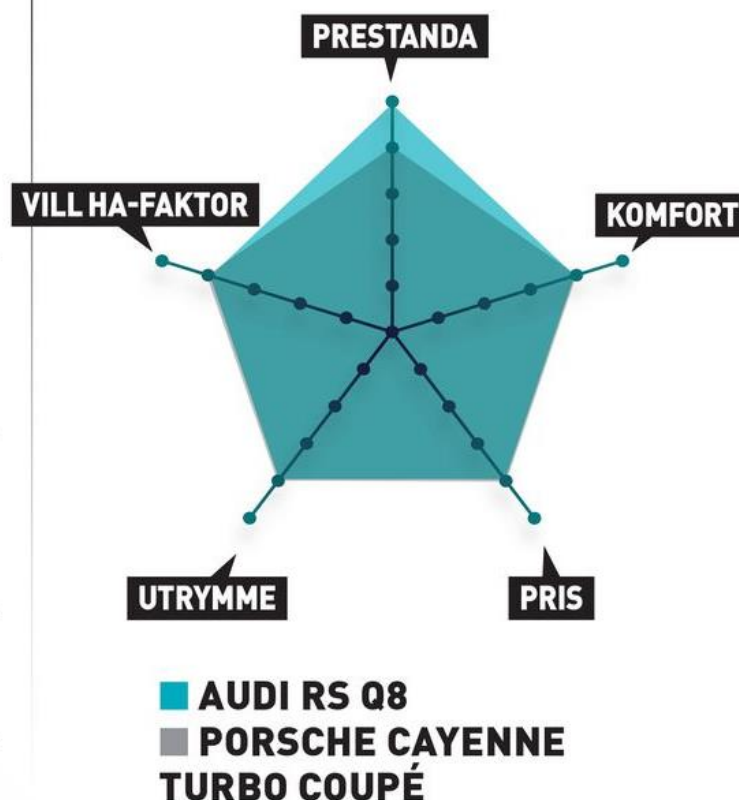 PRESTANDA
VILL HA-FAKTOR
KOMFORT
UTRYMME
PRIS
AUDI RS Q8
PORSCHE CAYENNE
TURBO COUPÉ